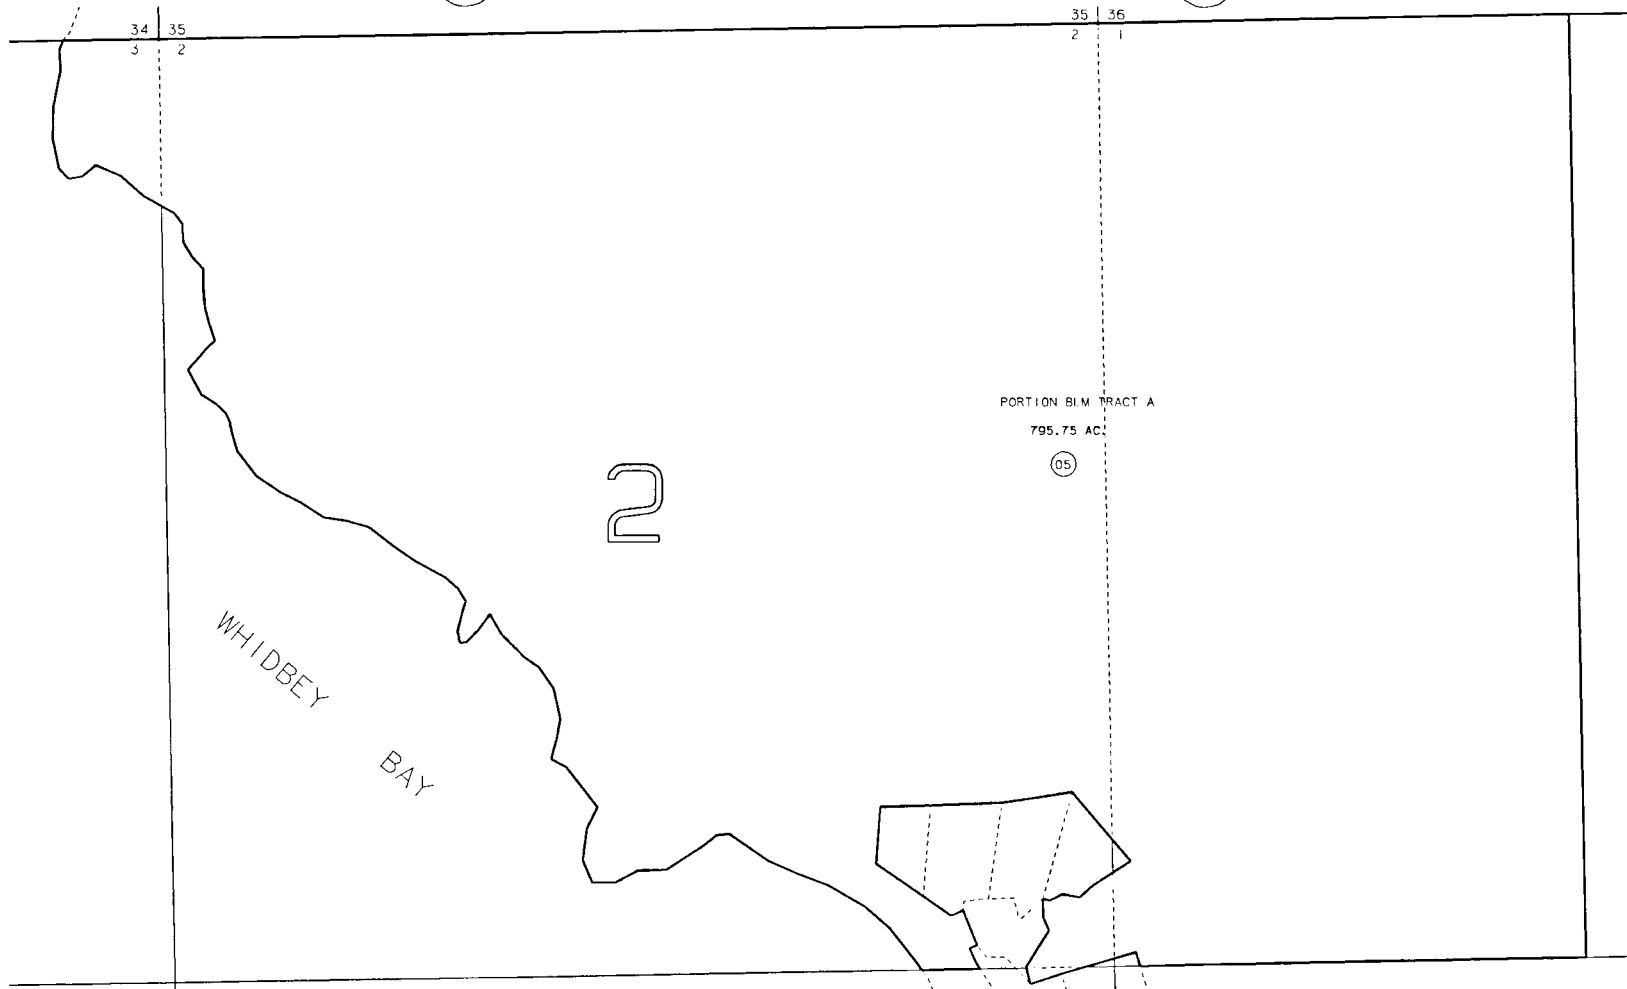 34 35
3 2
35 36
2 1
PORTION BLM TRACT A
795.75 AC.
05
2
WHIDBEY
BAY